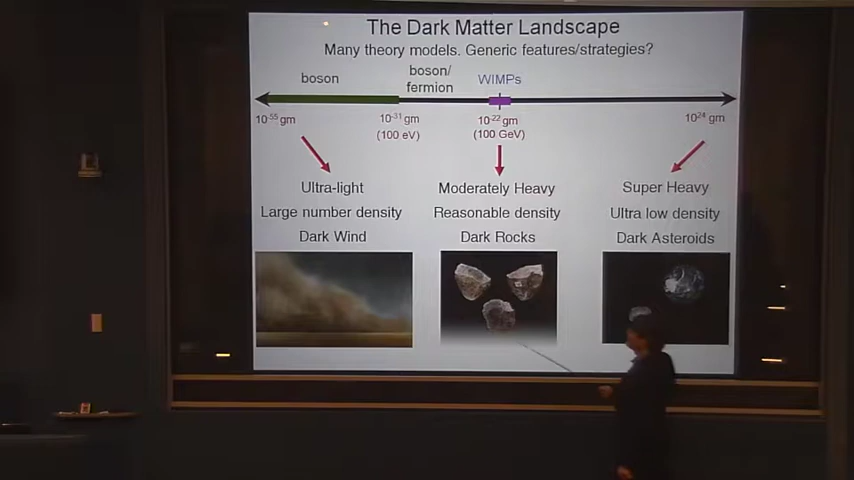 The Dark Matter Landscape
Many theory models. Generic features/strategies?
boson
boson/
fermion
WIMPs
10-55 gm
10-31 gm
(100 eV)
10-22 gm
(100 GeV)
1024 gm
Ultra-light
Large number density
Dark Wind
Moderately Heavy
Reasonable density
Dark Rocks
Super Heavy
Ultra low density
Dark Asteroids